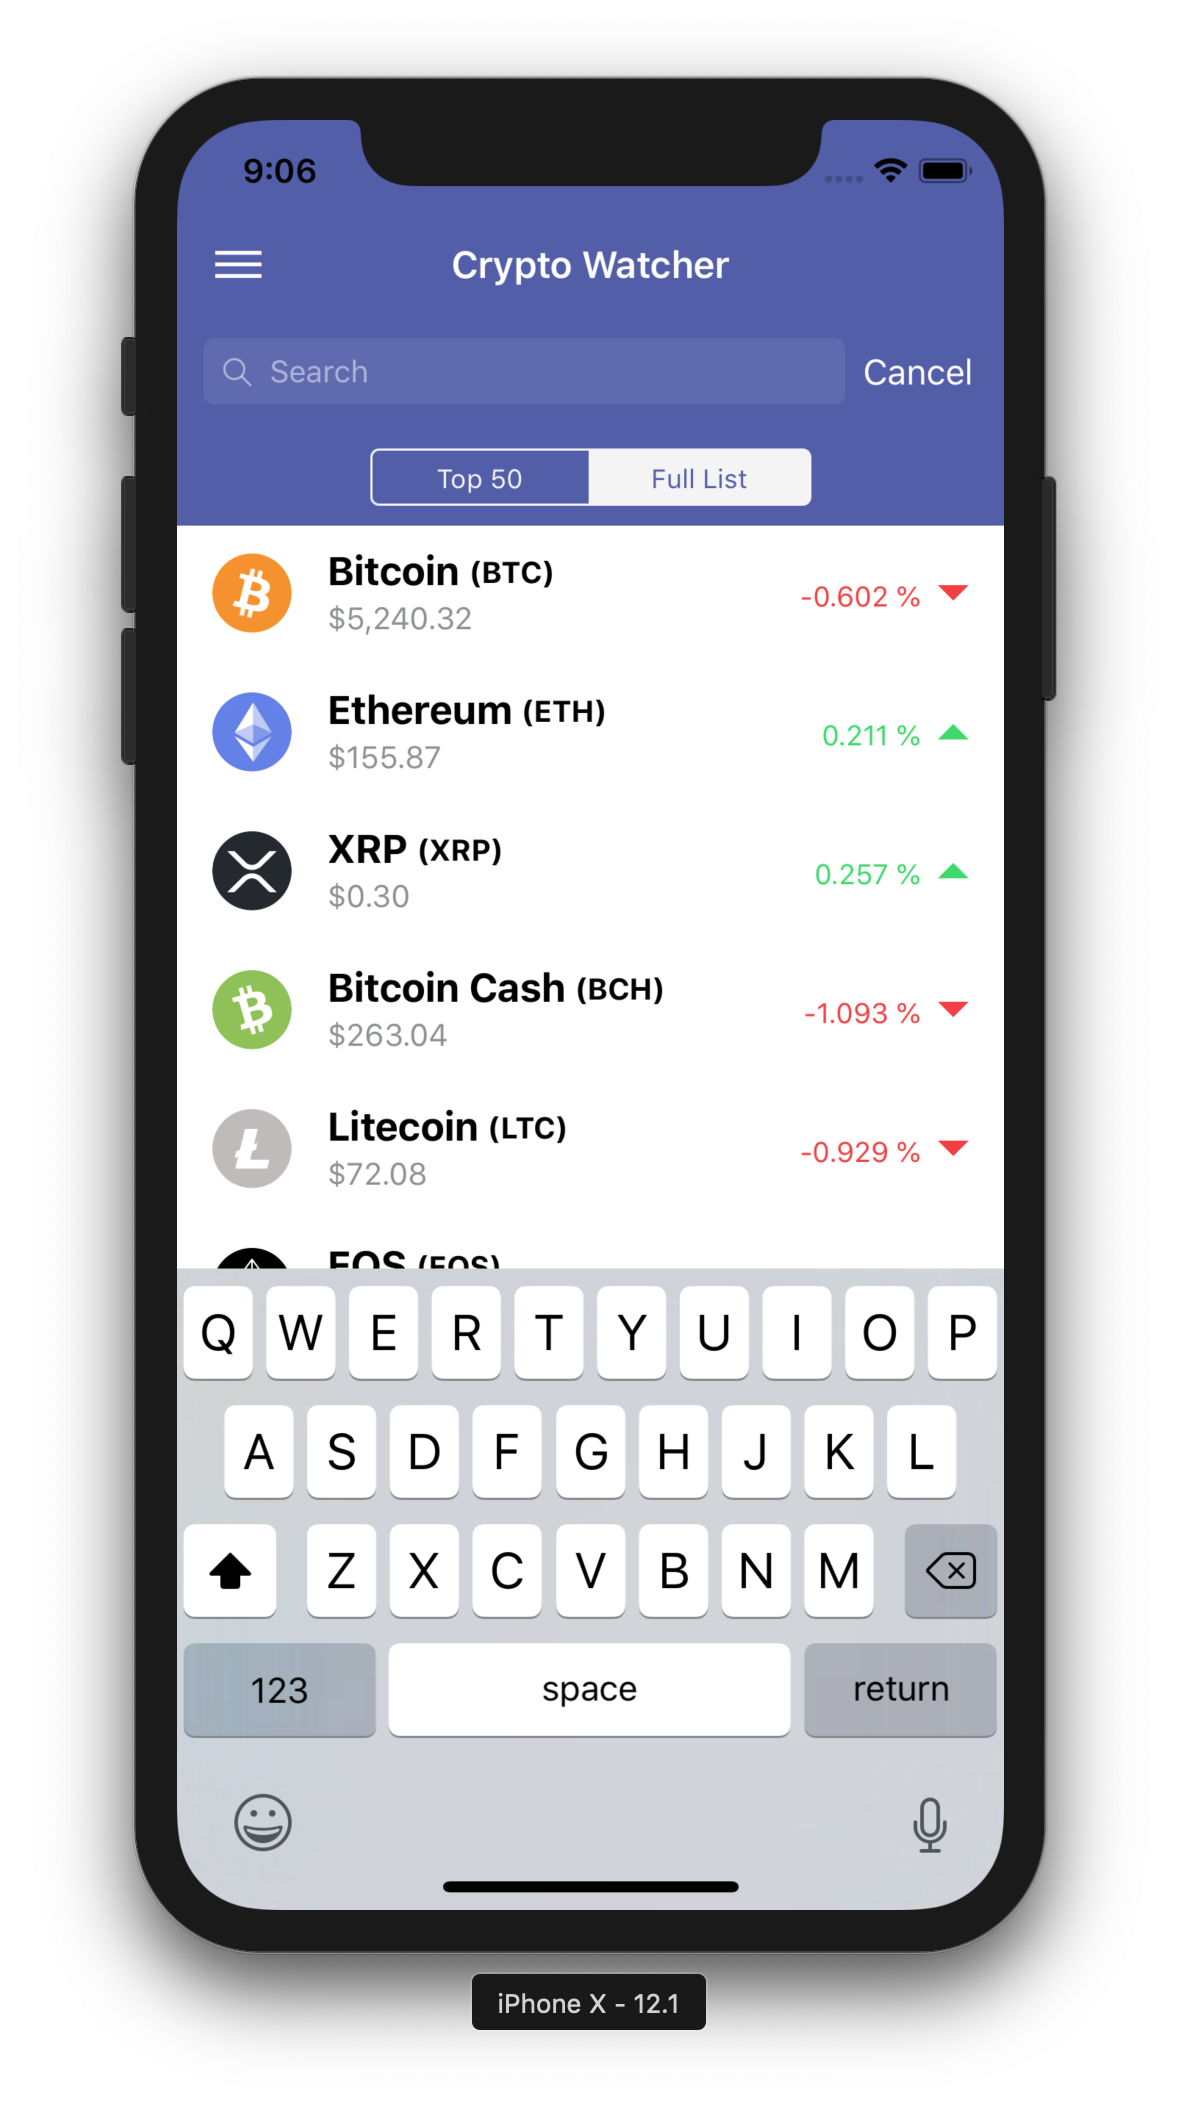 9:06
Crypto Watcher
Search
Cancel
Top 50
Full List
Bitcoin (BTC)
$5,240.32
-0.602 %
Ethereum (ETH)
$155.87
0.211 %
XRP (XRP)
$0.30
0.257 %
Bitcoin Cash (BCH)
$263.04
-1.093 %
Litecoin (LTC)
$72.08
-0.929 %
EOS (EOS)
Q W E R T Y U I O P
A S D F G H J K L
Z X C V B N M
123 space return
iPhone X - 12.1